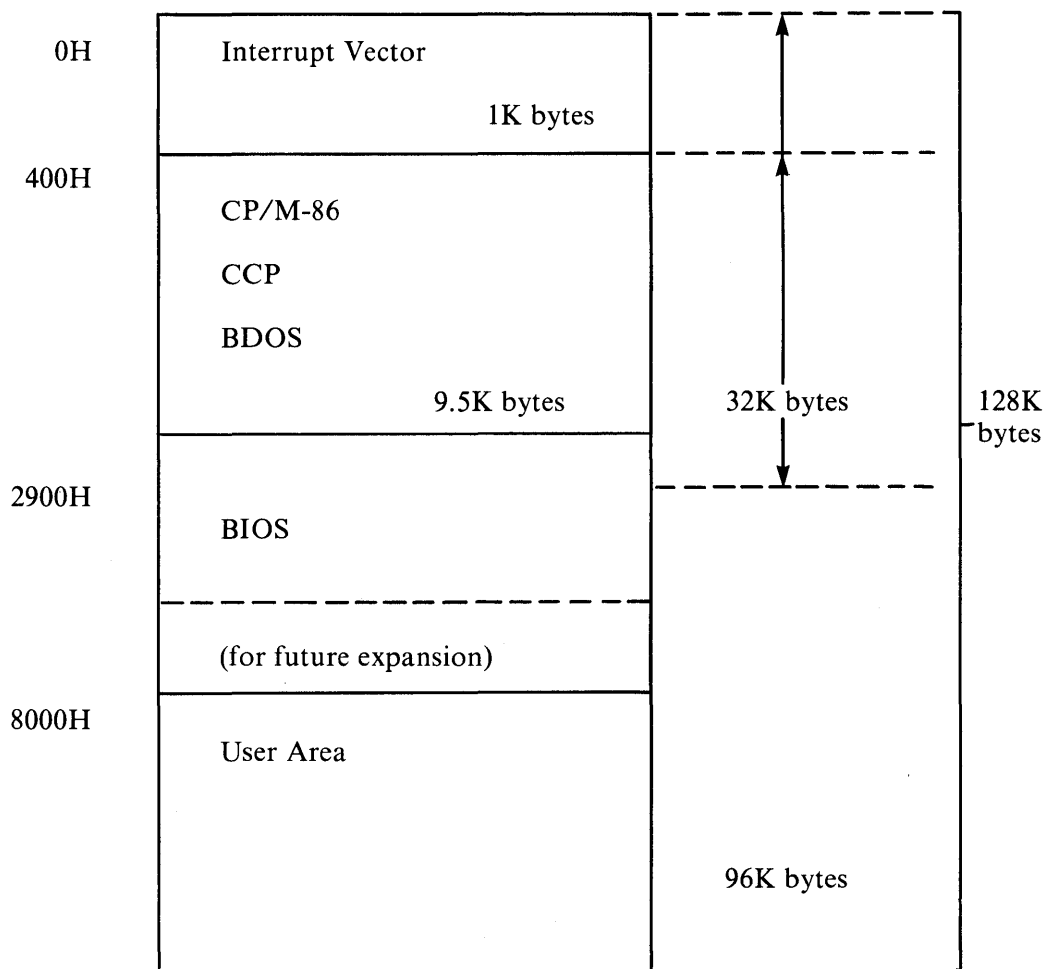 0H
Interrupt Vector
1K bytes
400H
CP/M-86
CCP
BDOS
9.5K bytes
32K bytes
128K
bytes
2900H
BIOS
(for future expansion)
8000H
User Area
96K bytes